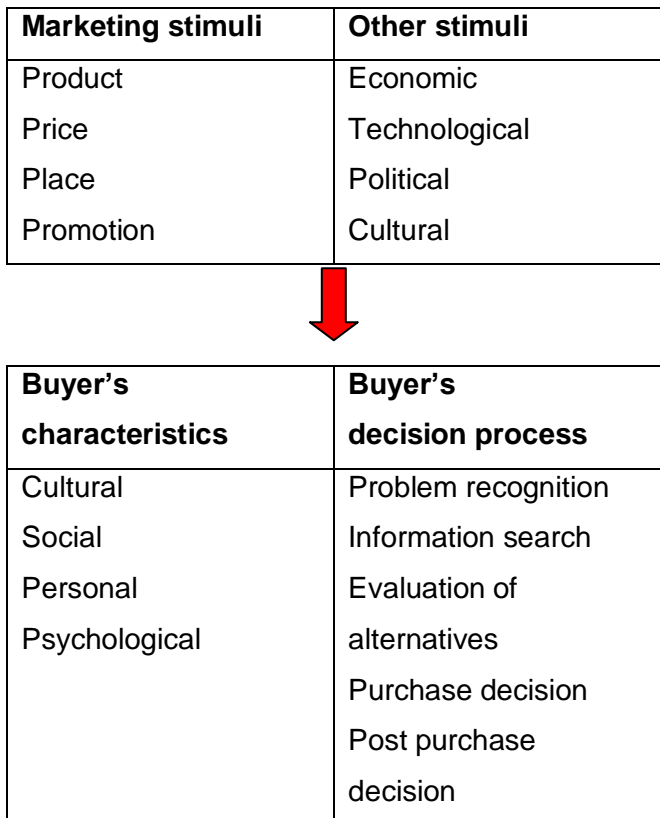 Marketing stimuli
Other stimuli
Product
Economic
Price
Technological
Place
Political
Promotion
Cultural
Buyer’s
characteristics
Buyer’s
decision process
Cultural
Social
Personal
Psychological
Problem recognition
Information search
Evaluation of
alternatives
Purchase decision
Post purchase
decision